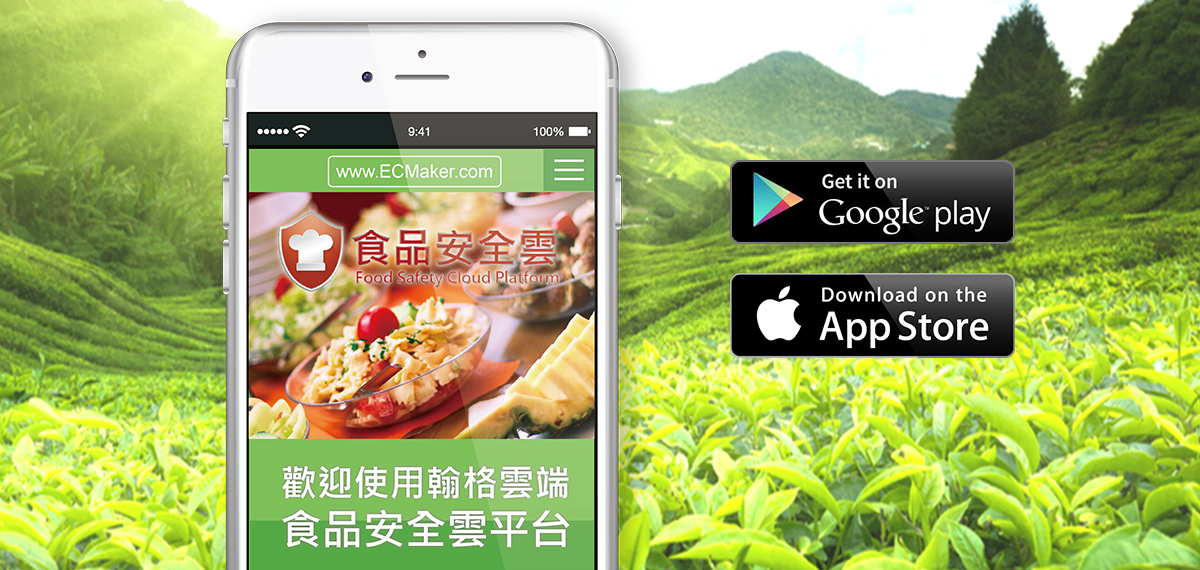 9:41
100%
www.ECMaker.com
食品安全雲
Food Safety Cloud Platform
歡迎使用翰格雲端
食品安全雲平台
Get it on
Google play
Download on the
App Store